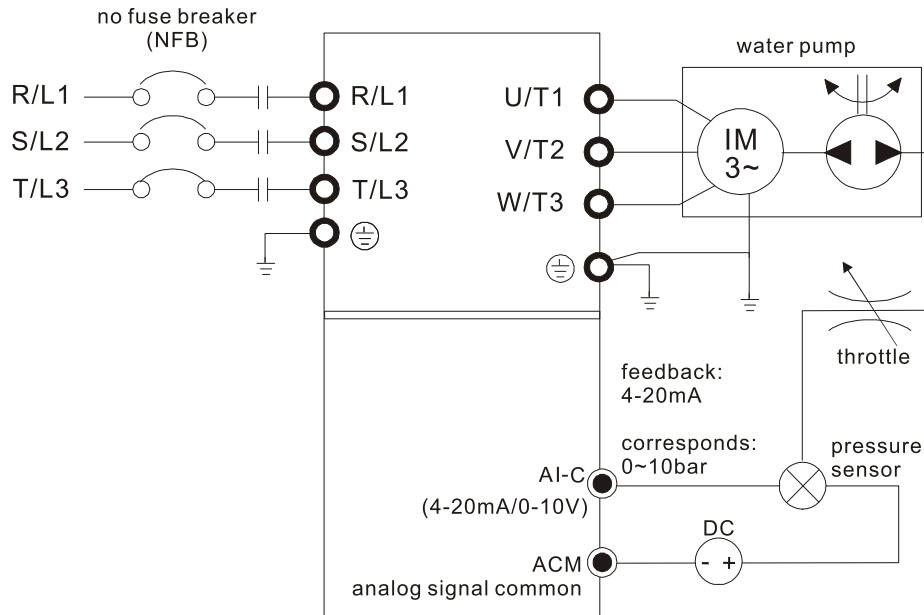 no fuse breaker
(NFB)
water pump
R/L1
R/L1
U/T1
S/L2
S/L2
V/T2
IM
3~
T/L3
T/L3
W/T3
throttle
feedback:
4-20mA
corresponds:
0~10bar
pressure
sensor
AI-C
(4-20mA/0-10V)
DC
- +
ACM
analog signal common